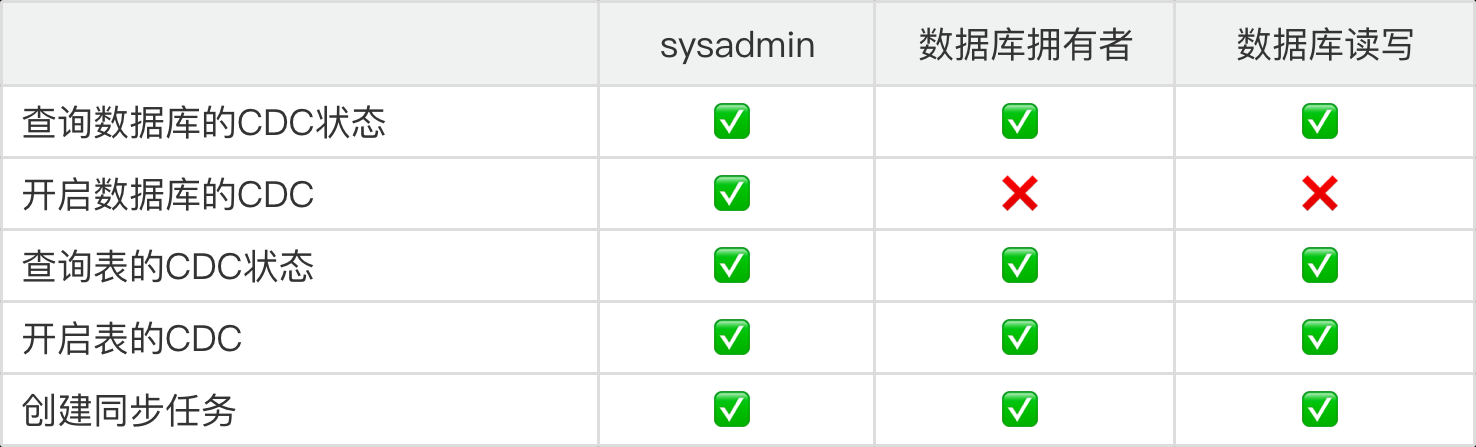 sysadmin 数据库拥有者 数据库读写
查询数据库的CDC状态 ✅ ✅ ✅
开启数据库的CDC ✅ ❌ ❌
查询表的CDC状态 ✅ ✅ ✅
开启表的CDC ✅ ✅ ✅
创建同步任务 ✅ ✅ ✅